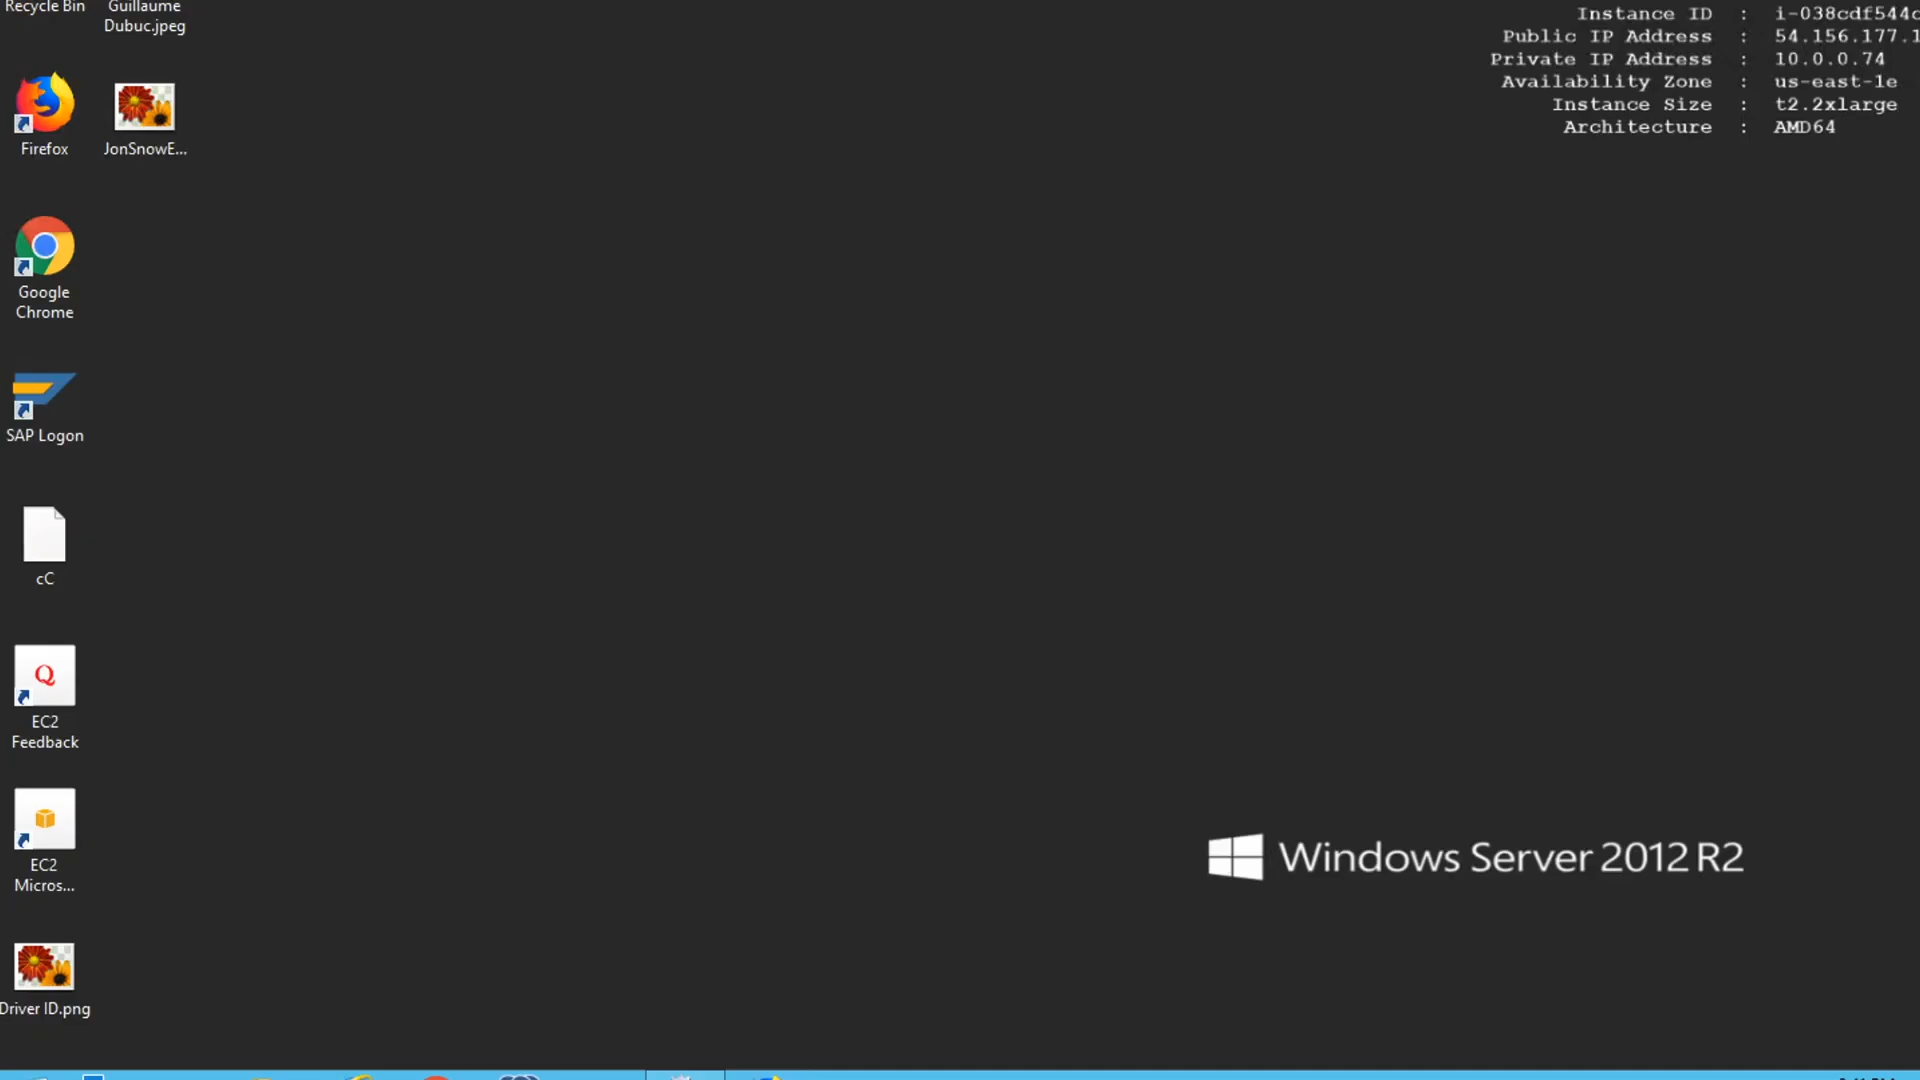 Recycle Bin
Guillaume
Dubuc.jpeg
Firefox
JonSnowE...
Google
Chrome
SAP Logon
cC
Q
EC2
Feedback
EC2
Micros...
Driver ID.png
Instance ID : i-038cdf544c
Public IP Address : 54.156.177.1
Private IP Address : 10.0.0.74
Availability Zone : us-east-1e
Instance Size : t2.2xlarge
Architecture : AMD64
Windows Server 2012 R2